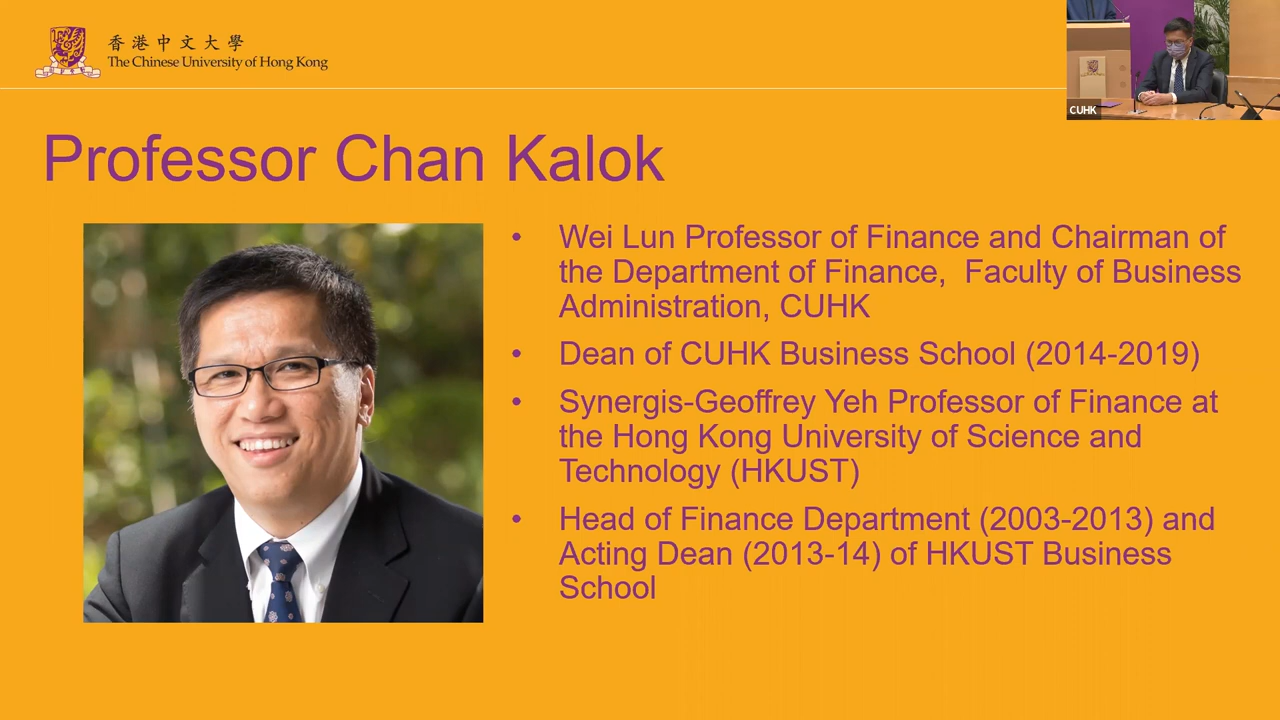 香港中文大學
The Chinese University of Hong Kong
CUHK
Professor Chan Kalok
• Wei Lun Professor of Finance and Chairman of
the Department of Finance,  Faculty of Business
Administration, CUHK
• Dean of CUHK Business School (2014-2019)
• Synergis-Geoffrey Yeh Professor of Finance at
the Hong Kong University of Science and
Technology (HKUST)
• Head of Finance Department (2003-2013) and
Acting Dean (2013-14) of HKUST Business
School